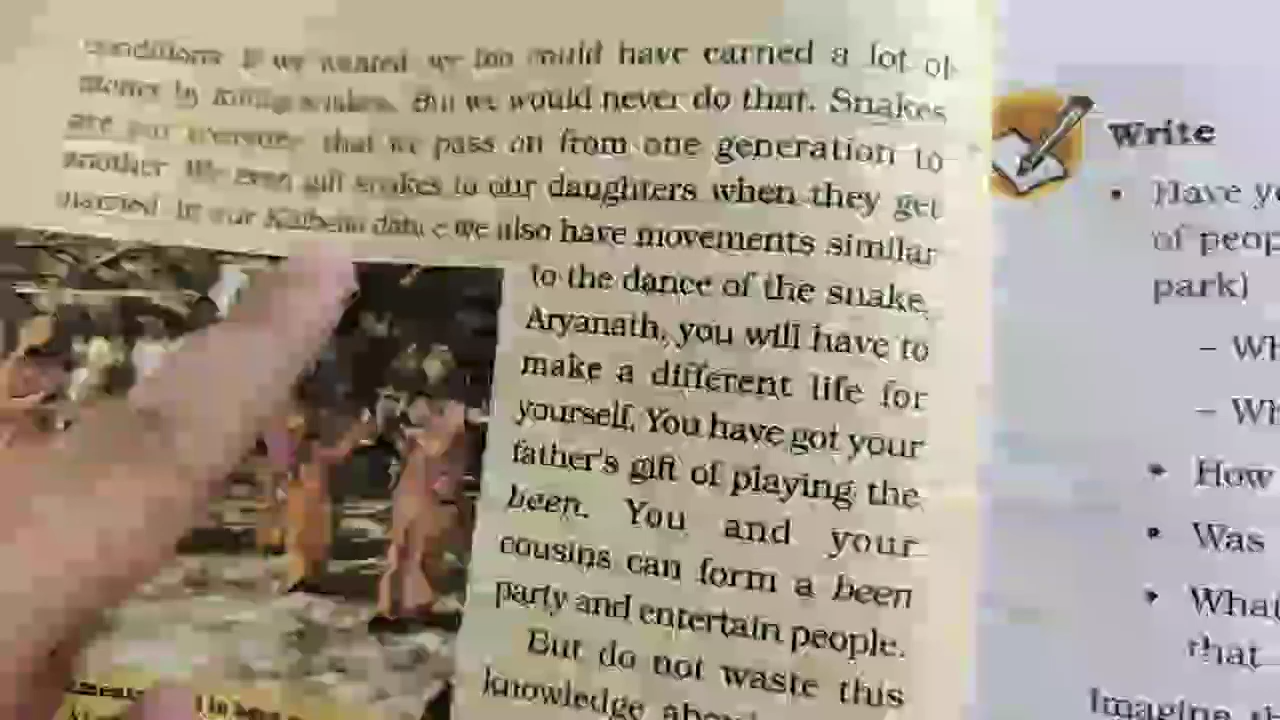 conditions. If we wanted, we too could have earned a lot of
money by killing snakes. But we would never do that. Snakes
are our treasure, that we pass on from one generation to
another. We even gift snakes to our daughters when they get
married. In our Kalbelia dance we also have movements similar
to the dance of the snake.
Aryanath, you will have to
make a different life for
yourself. You have got your
father's gift of playing the
been. You and your
cousins can form a been
party and entertain people.
But do not waste this
knowledge
Write
• Have
of
park)
–
–
• How
• Was
•
that
Imagine